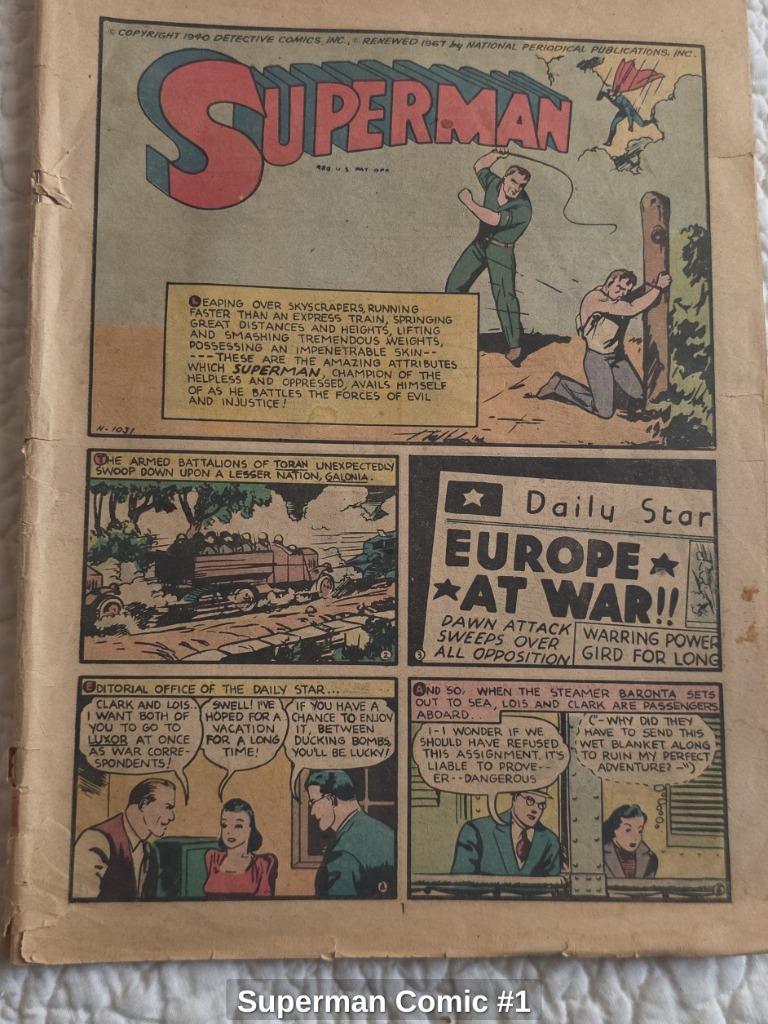 © COPYRIGHT 1940 DETECTIVE COMICS, INC., © RENEWED 1967 by NATIONAL PERIODICAL PUBLICATIONS, INC.
SUPERMAN
REG. U.S. PAT. OFF.
LEAPING OVER SKYSCRAPERS, RUNNING
FASTER THAN AN EXPRESS TRAIN, SPRINGING
GREAT DISTANCES AND HEIGHTS, LIFTING
AND SMASHING TREMENDOUS WEIGHTS,
POSSESSING AN IMPENETRABLE SKIN--
----THESE ARE THE AMAZING ATTRIBUTES
WHICH SUPERMAN, CHAMPION OF THE
HELPLESS AND OPPRESSED, AVAILS HIMSELF
OF AS HE BATTLES THE FORCES OF EVIL
AND INJUSTICE!
N-1031
THE ARMED BATTALIONS OF TORAN UNEXPECTEDLY
SWOOP DOWN UPON A LESSER NATION, GALONIA.
2
Daily Star
EUROPE
AT WAR!!
DAWN ATTACK
SWEEPS OVER
ALL OPPOSITION
WARRING POWER
GIRD FOR LONG
3
EDITORIAL OFFICE OF THE DAILY STAR...
CLARK AND LOIS..
I WANT BOTH OF
YOU TO GO TO
LUXOR AT ONCE
AS WAR CORRE-
SPONDENTS!
SWELL! I'VE
HOPED FOR A
VACATION
FOR A LONG
TIME!
IF YOU HAVE A
CHANCE TO ENJOY
IT, BETWEEN
DUCKING BOMBS,
YOU'LL BE LUCKY!
AND SO, WHEN THE STEAMER BARONTA SETS
OUT TO SEA, LOIS AND CLARK ARE PASSENGERS
ABOARD...
I-I WONDER IF WE
SHOULD HAVE REFUSED
THIS ASSIGNMENT. IT'S
LIABLE TO PROVE--
ER--DANGEROUS
("-WHY DID THEY
HAVE TO SEND THIS
WET BLANKET ALONG
TO RUIN MY PERFECT
ADVENTURE? -")
1
Superman Comic #1